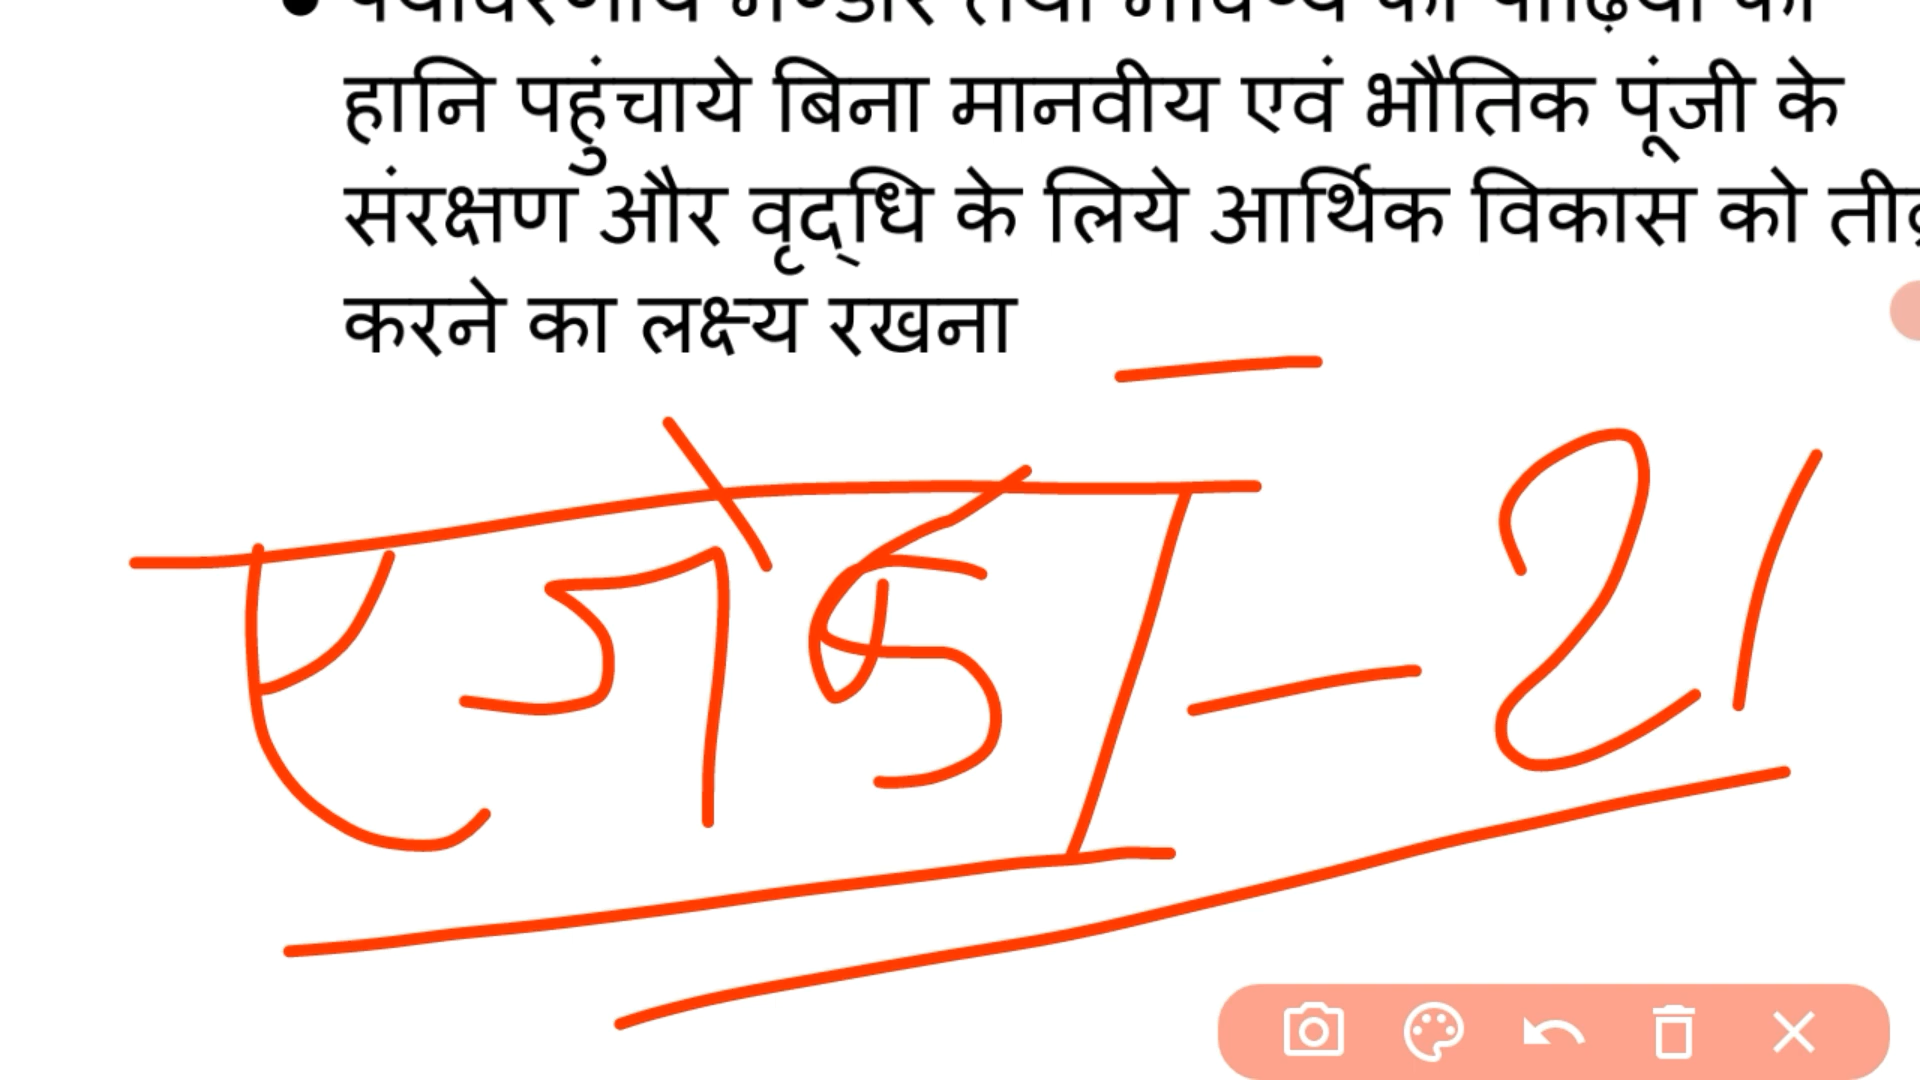 हानि पहुंचाये बिना मानवीय एवं भौतिक पूंजी के
संरक्षण और वृद्धि के लिये आर्थिक विकास को
करने का लक्ष्य रखना
एजेंडा - 21